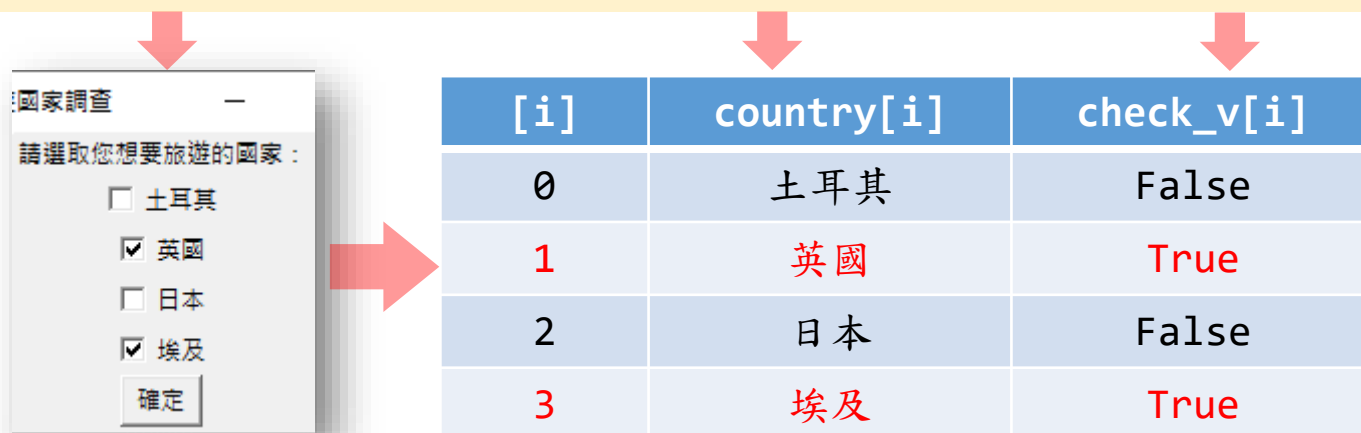 國家調查 —
請選取您想要旅遊的國家：
土耳其
英國
日本
埃及
確定
[i] country[i] check_v[i]
0 土耳其 False
1 英國 True
2 日本 False
3 埃及 True